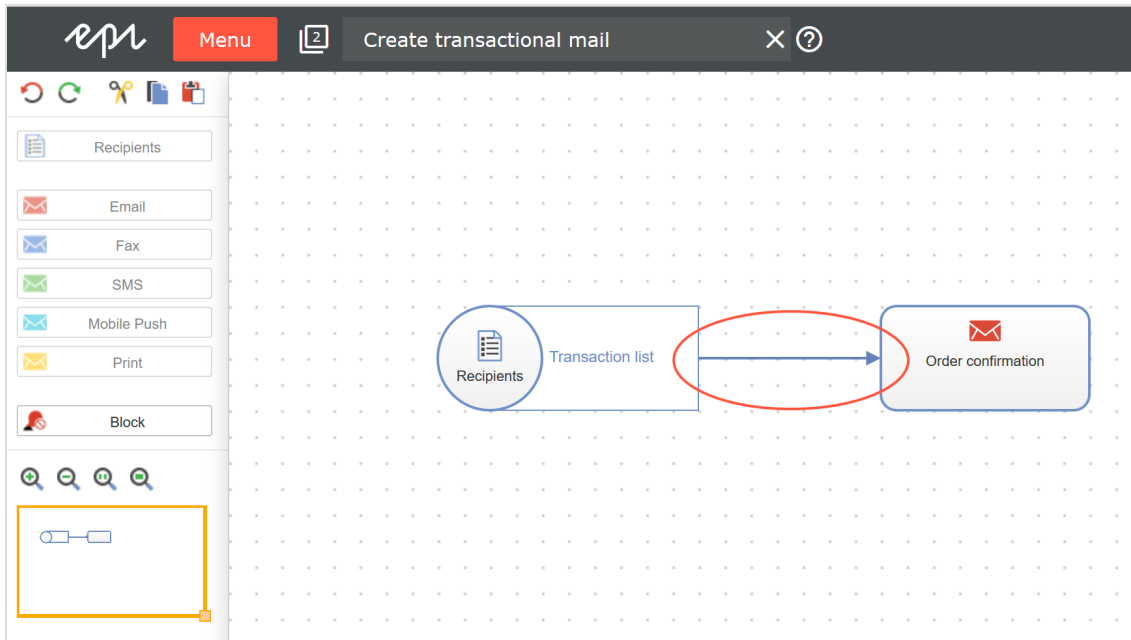 epi
Menu
2
Create transactional mail
?
Recipients
Email
Fax
SMS
Mobile Push
Print
Block
Recipients
Transaction list
Order confirmation